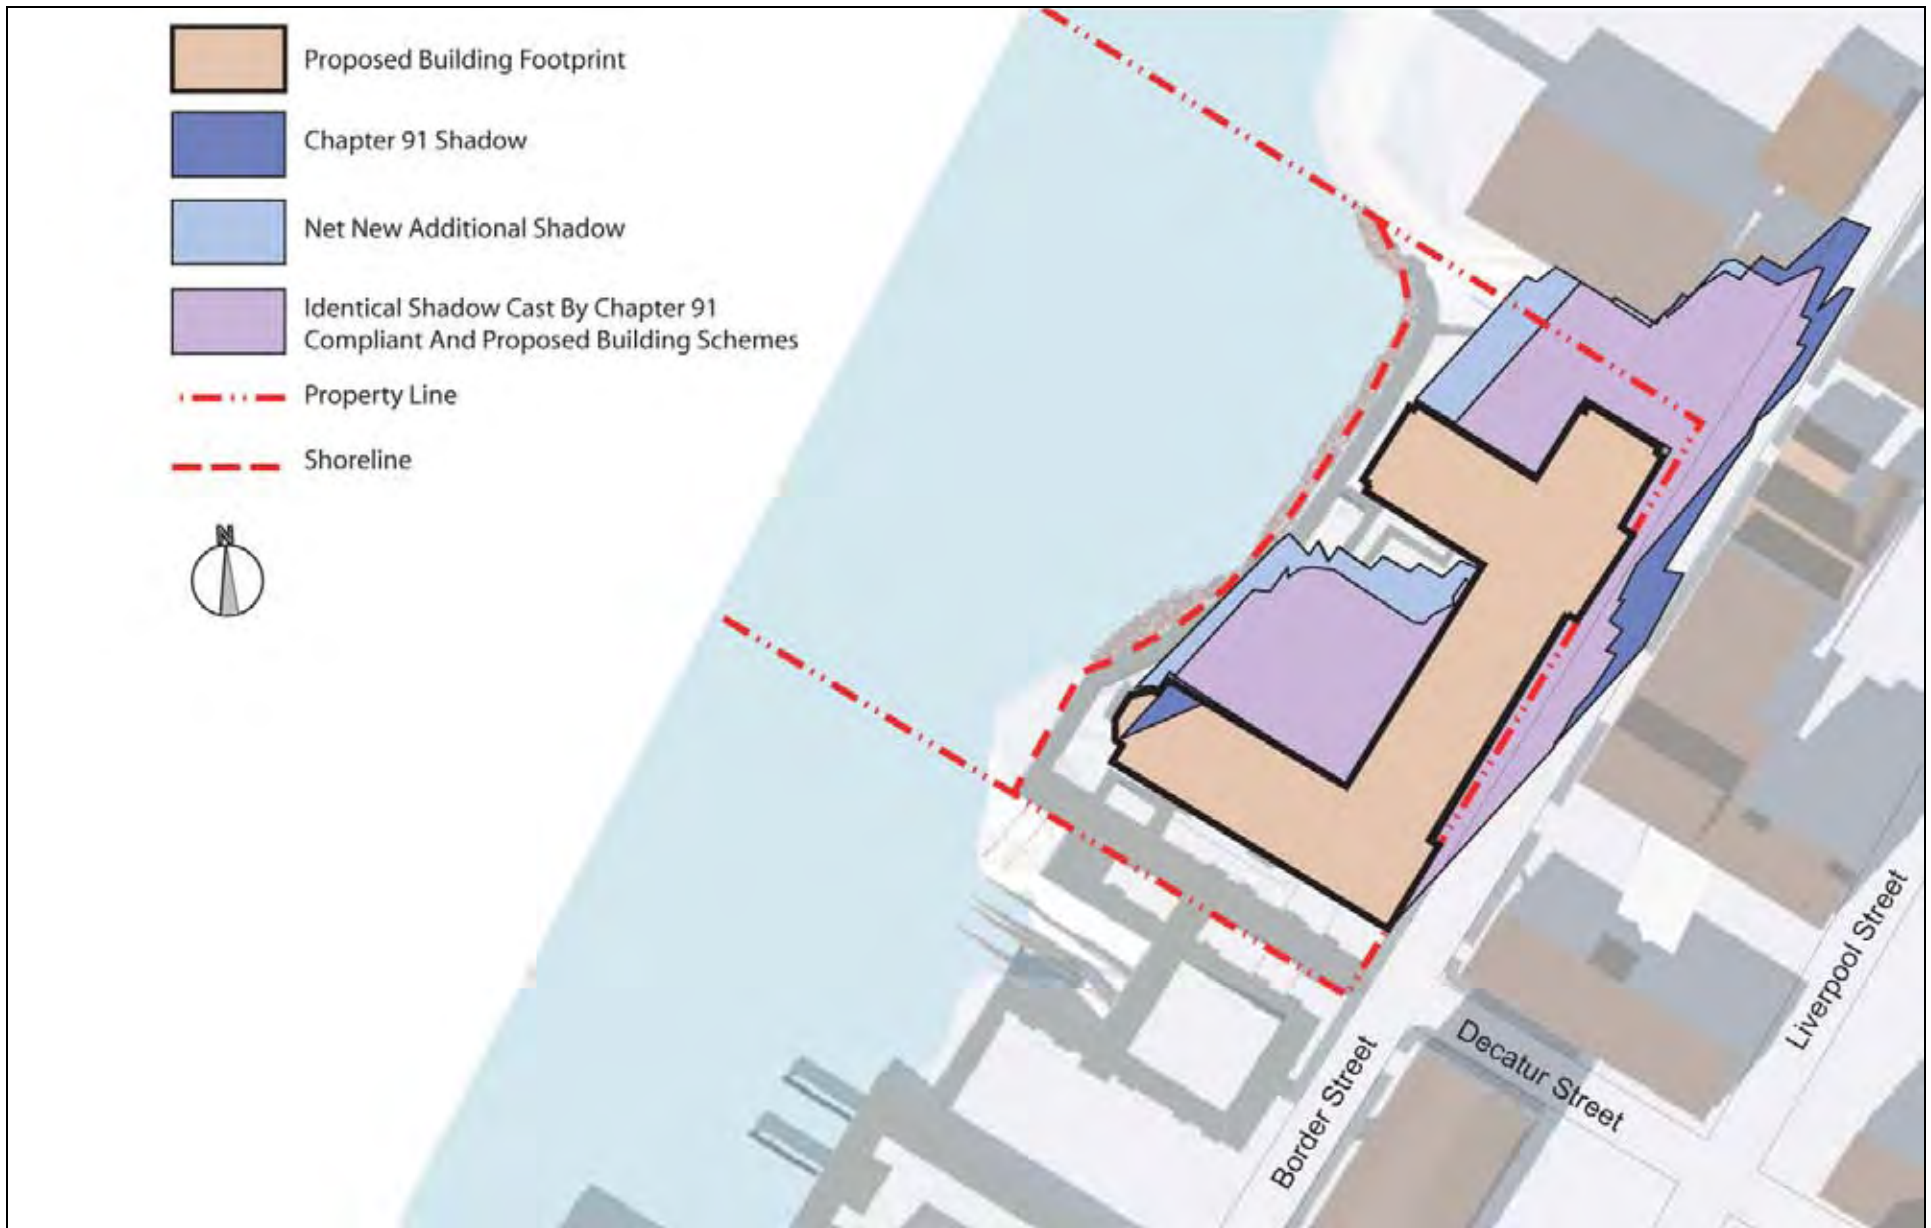 Proposed Building Footprint
Chapter 91 Shadow
Net New Additional Shadow
Identical Shadow Cast By Chapter 91
Compliant And Proposed Building Schemes
Property Line
Shoreline
N
Liverpool Street
Decatur Street
Border Street